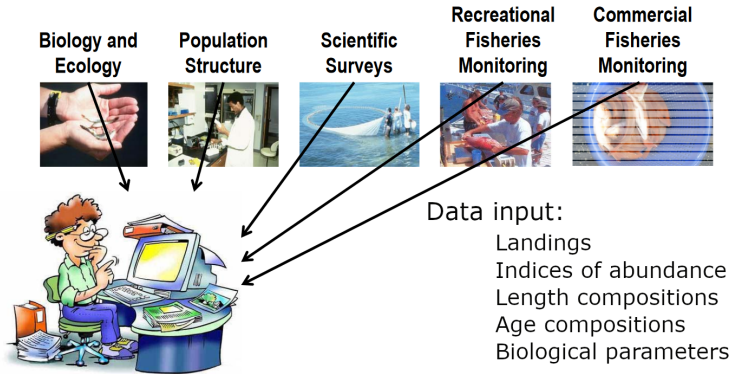 Biology and
Ecology
Population
Structure
Scientific
Surveys
Recreational
Fisheries
Monitoring
Commercial
Fisheries
Monitoring
Data input:
Landings
Indices of abundance
Length compositions
Age compositions
Biological parameters